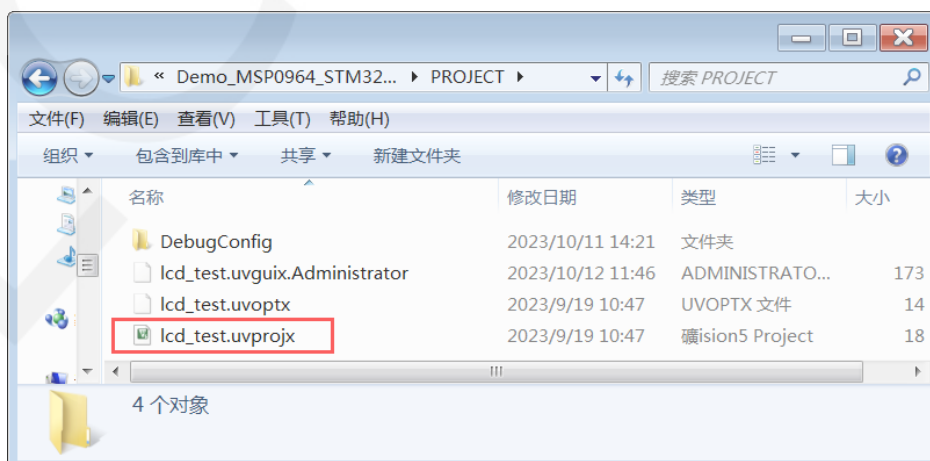 « Demo_MSP0964_STM32... ▸ PROJECT ▸ 搜索 PROJECT
文件(F) 编辑(E) 查看(V) 工具(T) 帮助(H)
组织 包含到库中 共享 新建文件夹
名称 修改日期 类型 大小
DebugConfig 2023/10/11 14:21 文件夹
lcd_test.uvguix.Administrator 2023/10/12 11:46 ADMINISTRATO... 173
lcd_test.uvoptx 2023/9/19 10:47 UVOPTX 文件 14
lcd_test.uvprojx 2023/9/19 10:47 礦ision5 Project 18
4 个对象